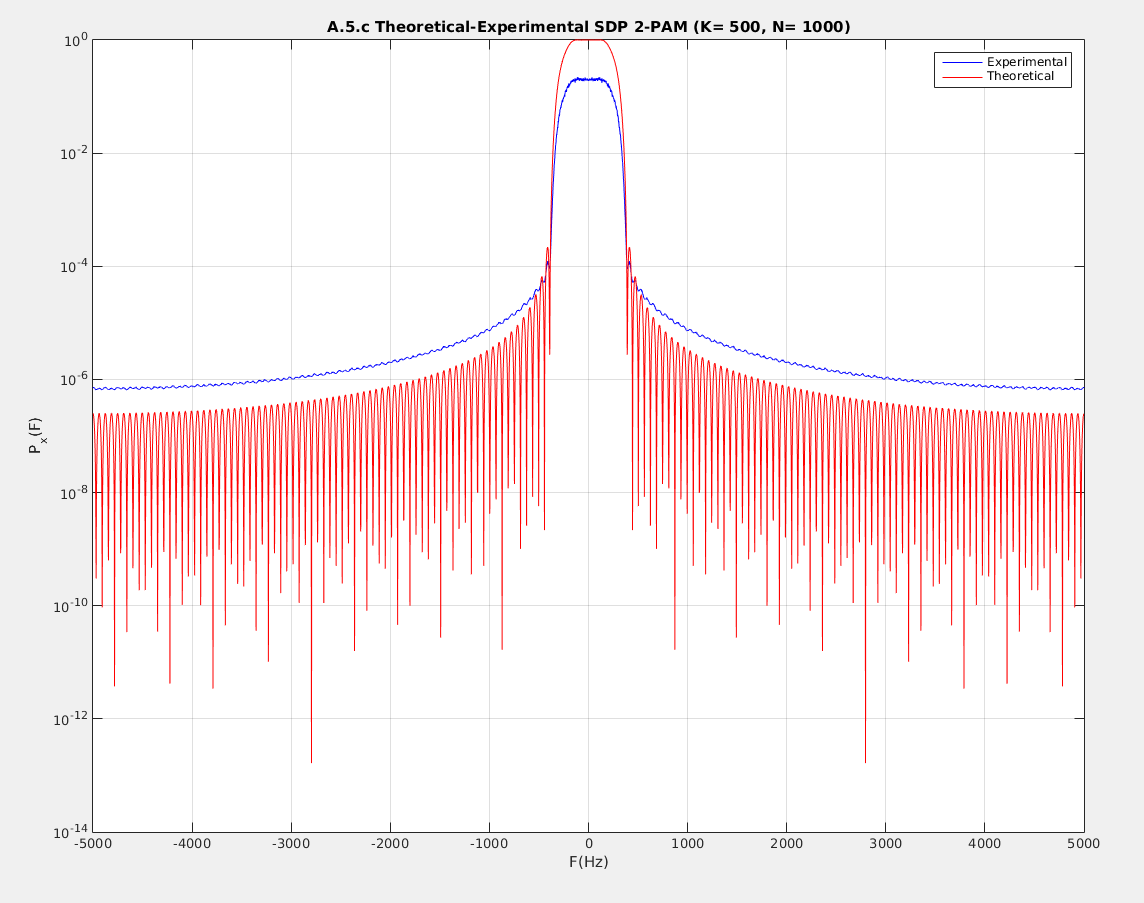 A.5.c Theoretical-Experimental SDP 2-PAM (K= 500, N= 1000)
Experimental
Theoretical
10^0
10^-2
10^-4
10^-6
10^-8
10^-10
10^-12
10^-14
P_x(F)
-5000 -4000 -3000 -2000 -1000 0 1000 2000 3000 4000 5000
F(Hz)